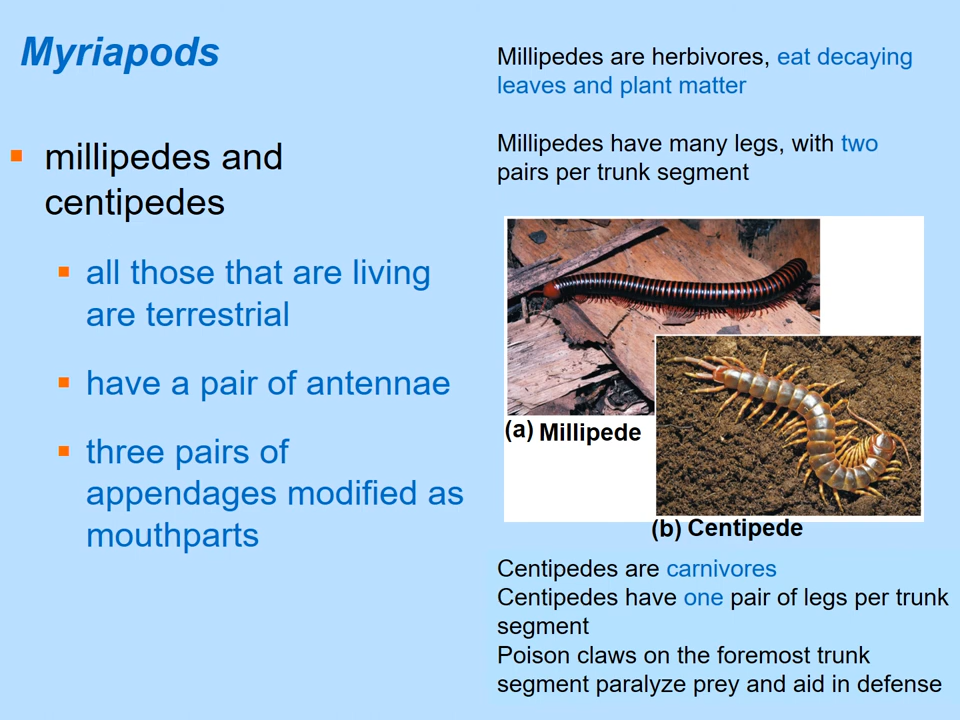 Myriapods
millipedes and
centipedes
all those that are living
are terrestrial
have a pair of antennae
three pairs of
appendages modified as
mouthparts
Millipedes are herbivores, eat decaying
leaves and plant matter
Millipedes have many legs, with two
pairs per trunk segment
(a) Millipede
(b) Centipede
Centipedes are carnivores
Centipedes have one pair of legs per trunk
segment
Poison claws on the foremost trunk
segment paralyze prey and aid in defense